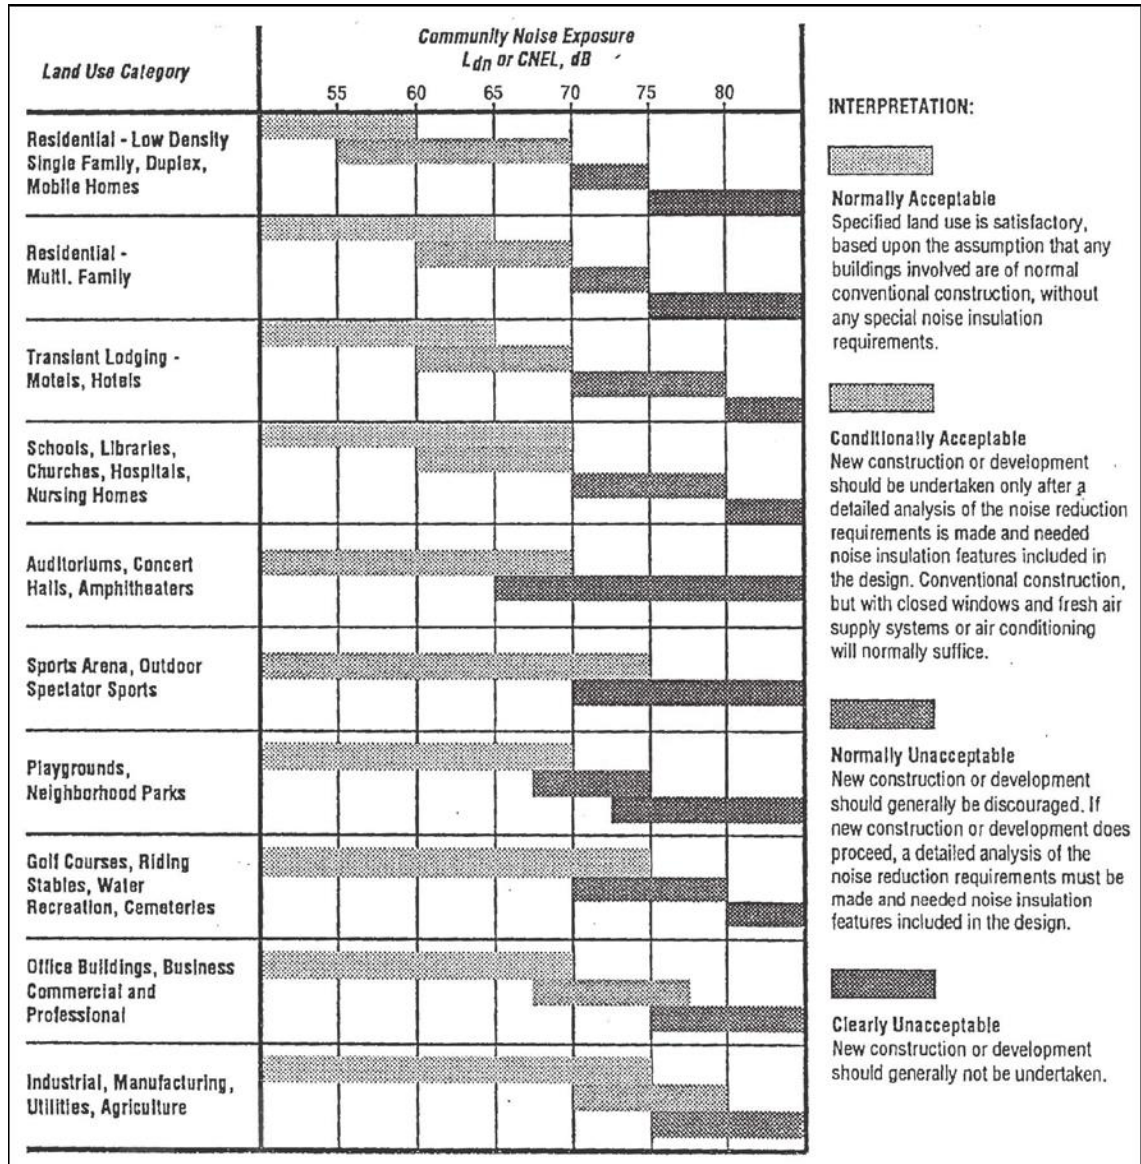 Land Use Category
Community Noise Exposure
Ldn or CNEL, dB
55 60 65 70 75 80
Residential - Low Density
Single Family, Duplex,
Mobile Homes
Residential -
Multi. Family
Transient Lodging -
Motels, Hotels
Schools, Libraries,
Churches, Hospitals,
Nursing Homes
Auditoriums, Concert
Halls, Amphitheaters
Sports Arena, Outdoor
Spectator Sports
Playgrounds,
Neighborhood Parks
Golf Courses, Riding
Stables, Water
Recreation, Cemeteries
Office Buildings, Business
Commercial and
Professional
Industrial, Manufacturing,
Utilities, Agriculture
INTERPRETATION:
Normally Acceptable
Specified land use is satisfactory,
based upon the assumption that any
buildings involved are of normal
conventional construction, without
any special noise insulation
requirements.
Conditionally Acceptable
New construction or development
should be undertaken only after a
detailed analysis of the noise reduction
requirements is made and needed
noise insulation features included in
the design. Conventional construction,
but with closed windows and fresh air
supply systems or air conditioning
will normally suffice.
Normally Unacceptable
New construction or development
should generally be discouraged. If
new construction or development does
proceed, a detailed analysis of the
noise reduction requirements must be
made and needed noise insulation
features included in the design.
Clearly Unacceptable
New construction or development
should generally not be undertaken.